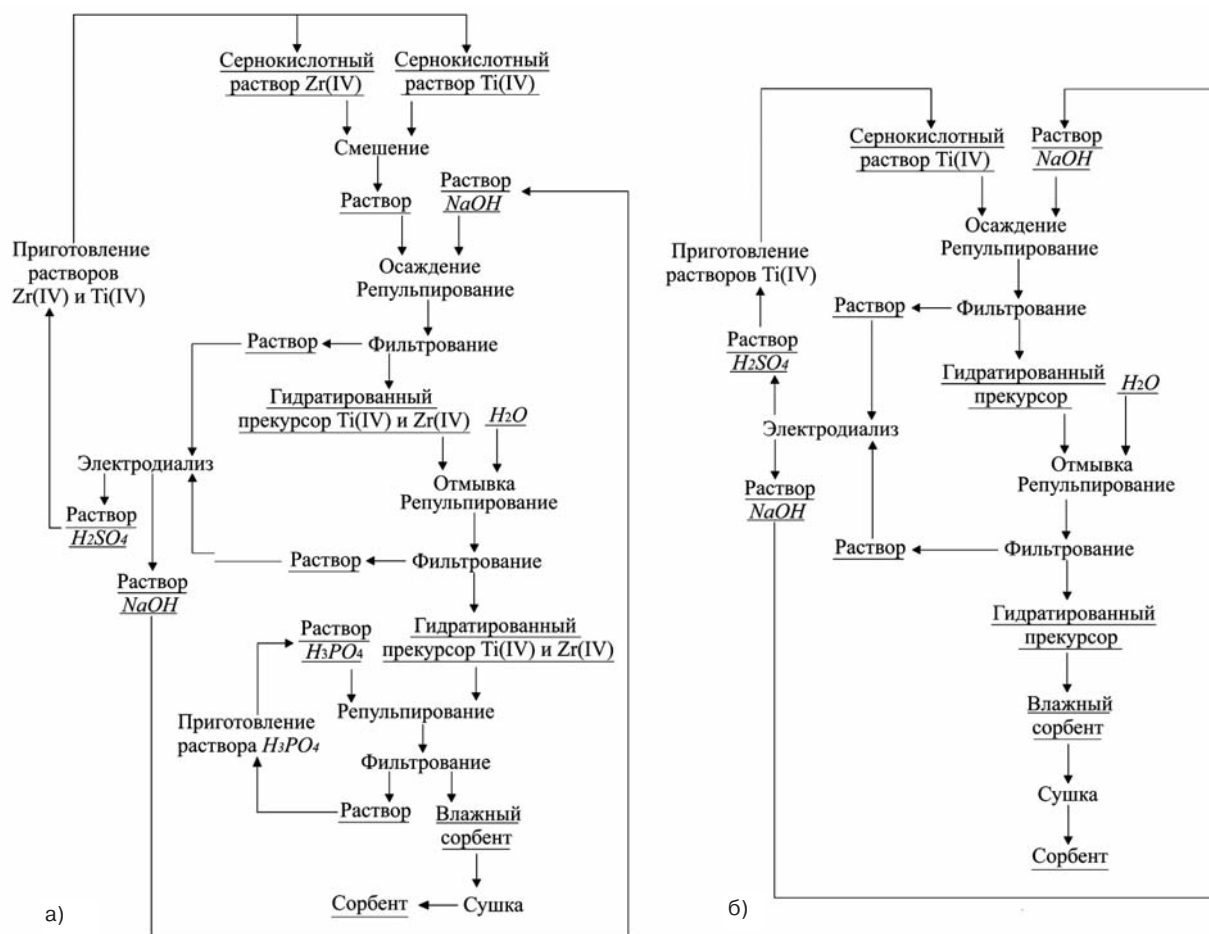 Сернокислотный
раствор Zr(IV)
Сернокислотный
раствор Ti(IV)
Смешение
Раствор
Раствор
NaOH
Приготовление
растворов
Zr(IV) и Ti(IV)
Осаждение
Репульпирование
Раствор
Фильтрование
Гидратированный
прекурсор Ti(IV) и Zr(IV)
H2O
Электродиализ
Отмывка
Репульпирование
Раствор
H2SO4
Раствор
Фильтрование
Раствор
NaOH
Раствор
H3PO4
Гидратированный
прекурсор Ti(IV) и Zr(IV)
Приготовление
раствора H3PO4
Репульпирование
Фильтрование
Раствор
Влажный
сорбент
Сорбент
Сушка
а)
Сернокислотный
раствор Ti(IV)
Раствор
NaOH
Осаждение
Репульпирование
Приготовление
растворов Ti(IV)
Раствор
Фильтрование
Раствор
H2SO4
Гидратированный
прекурсор
H2O
Электродиализ
Отмывка
Репульпирование
Раствор
NaOH
Раствор
Фильтрование
Гидратированный
прекурсор
Влажный
сорбент
Сушка
Сорбент
б)